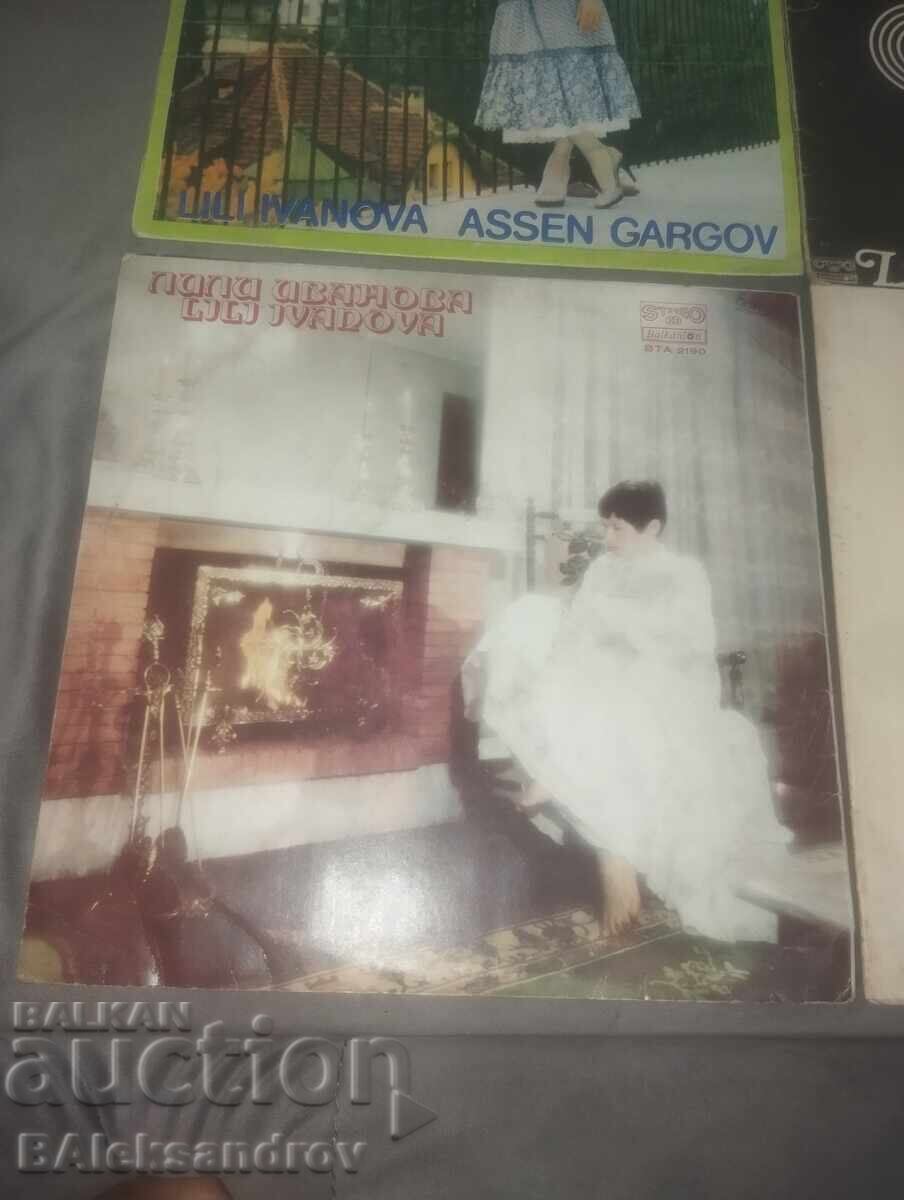 LILI IVANOVA ASSEN GARGOV
ЛИЛИ ИВАНОВА
LILI IVANOVA
STEREO
Balkanton
BTA 2190
L
BALKAN
auction
BAleksandrov